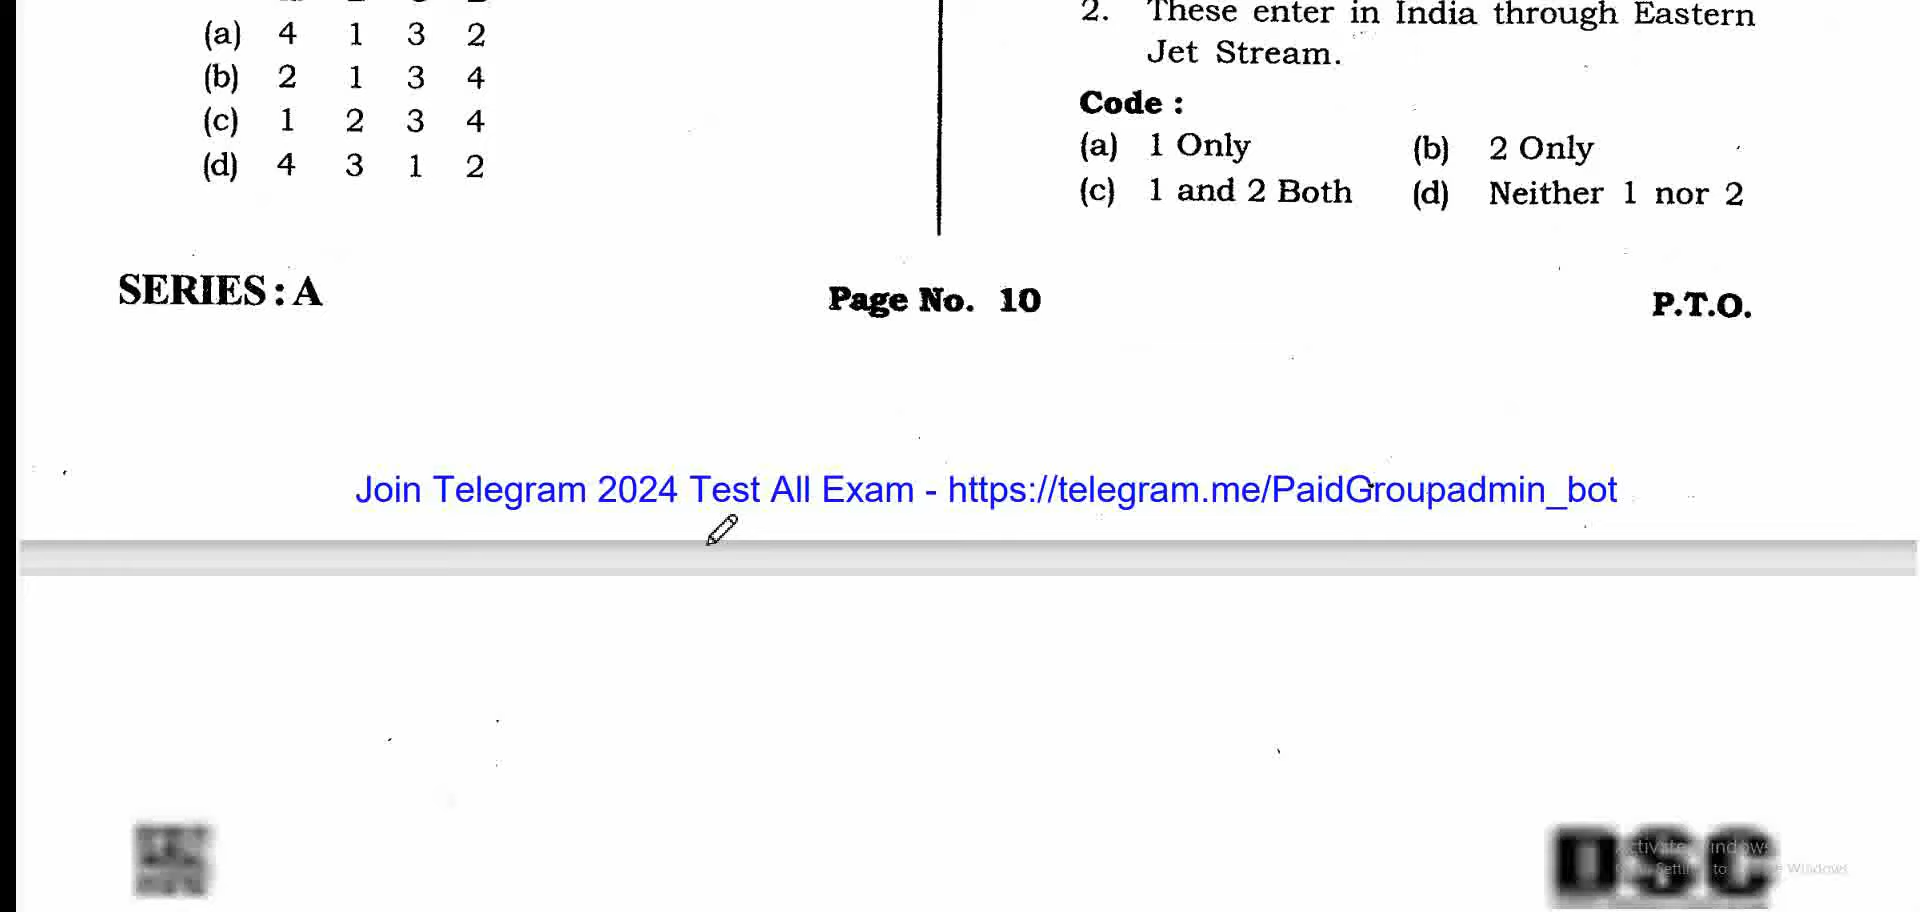 (a) 4 1 3 2
(b) 2 1 3 4
(c) 1 2 3 4
(d) 4 3 1 2
2. These enter in India through Eastern
Jet Stream.
Code :
(a) 1 Only (b) 2 Only
(c) 1 and 2 Both (d) Neither 1 nor 2
SERIES : A Page No. 10 P.T.O.
Join Telegram 2024 Test All Exam - https://telegram.me/PaidGroupadmin_bot
DSC